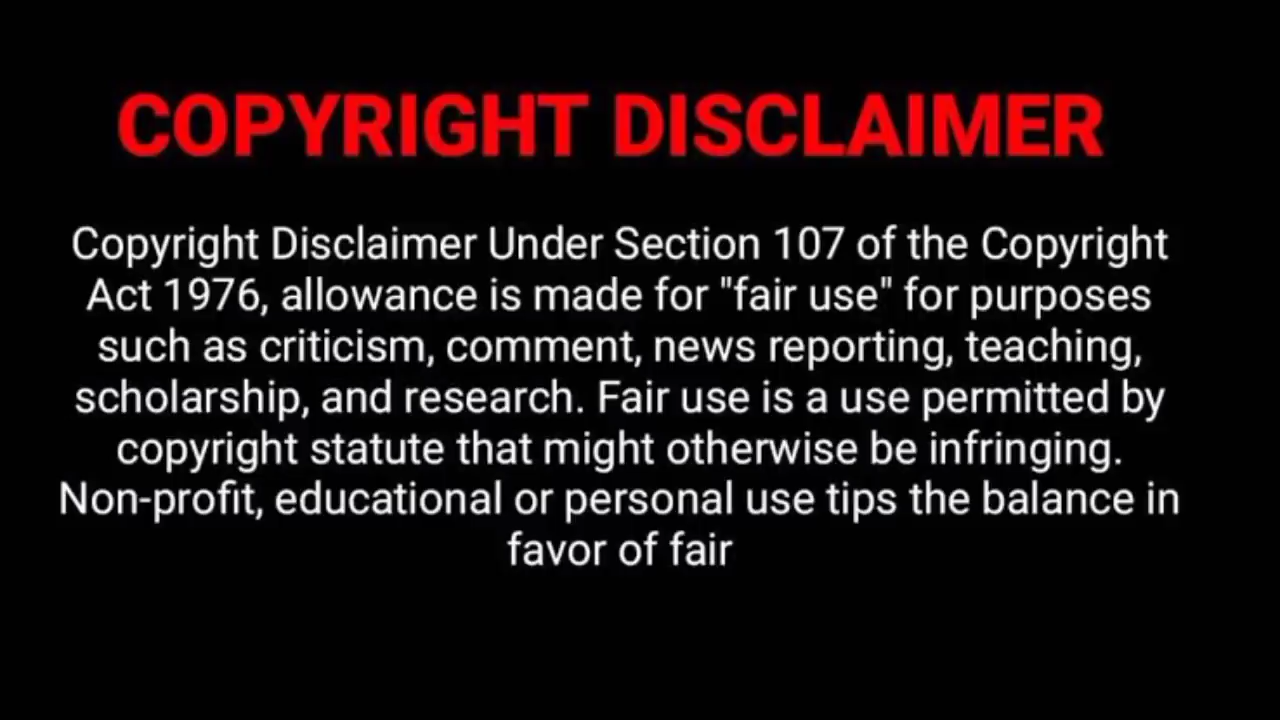 COPYRIGHT DISCLAIMER
Copyright Disclaimer Under Section 107 of the Copyright
Act 1976, allowance is made for "fair use" for purposes
such as criticism, comment, news reporting, teaching,
scholarship, and research. Fair use is a use permitted by
copyright statute that might otherwise be infringing.
Non-profit, educational or personal use tips the balance in
favor of fair